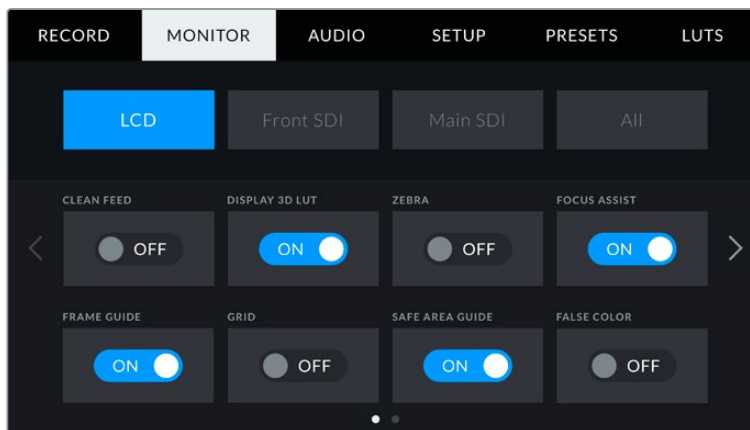 RECORD MONITOR AUDIO SETUP PRESETS LUTS
LCD Front SDI Main SDI All
CLEAN FEED DISPLAY 3D LUT ZEBRA FOCUS ASSIST
OFF ON OFF ON
FRAME GUIDE GRID SAFE AREA GUIDE FALSE COLOR
ON OFF ON OFF